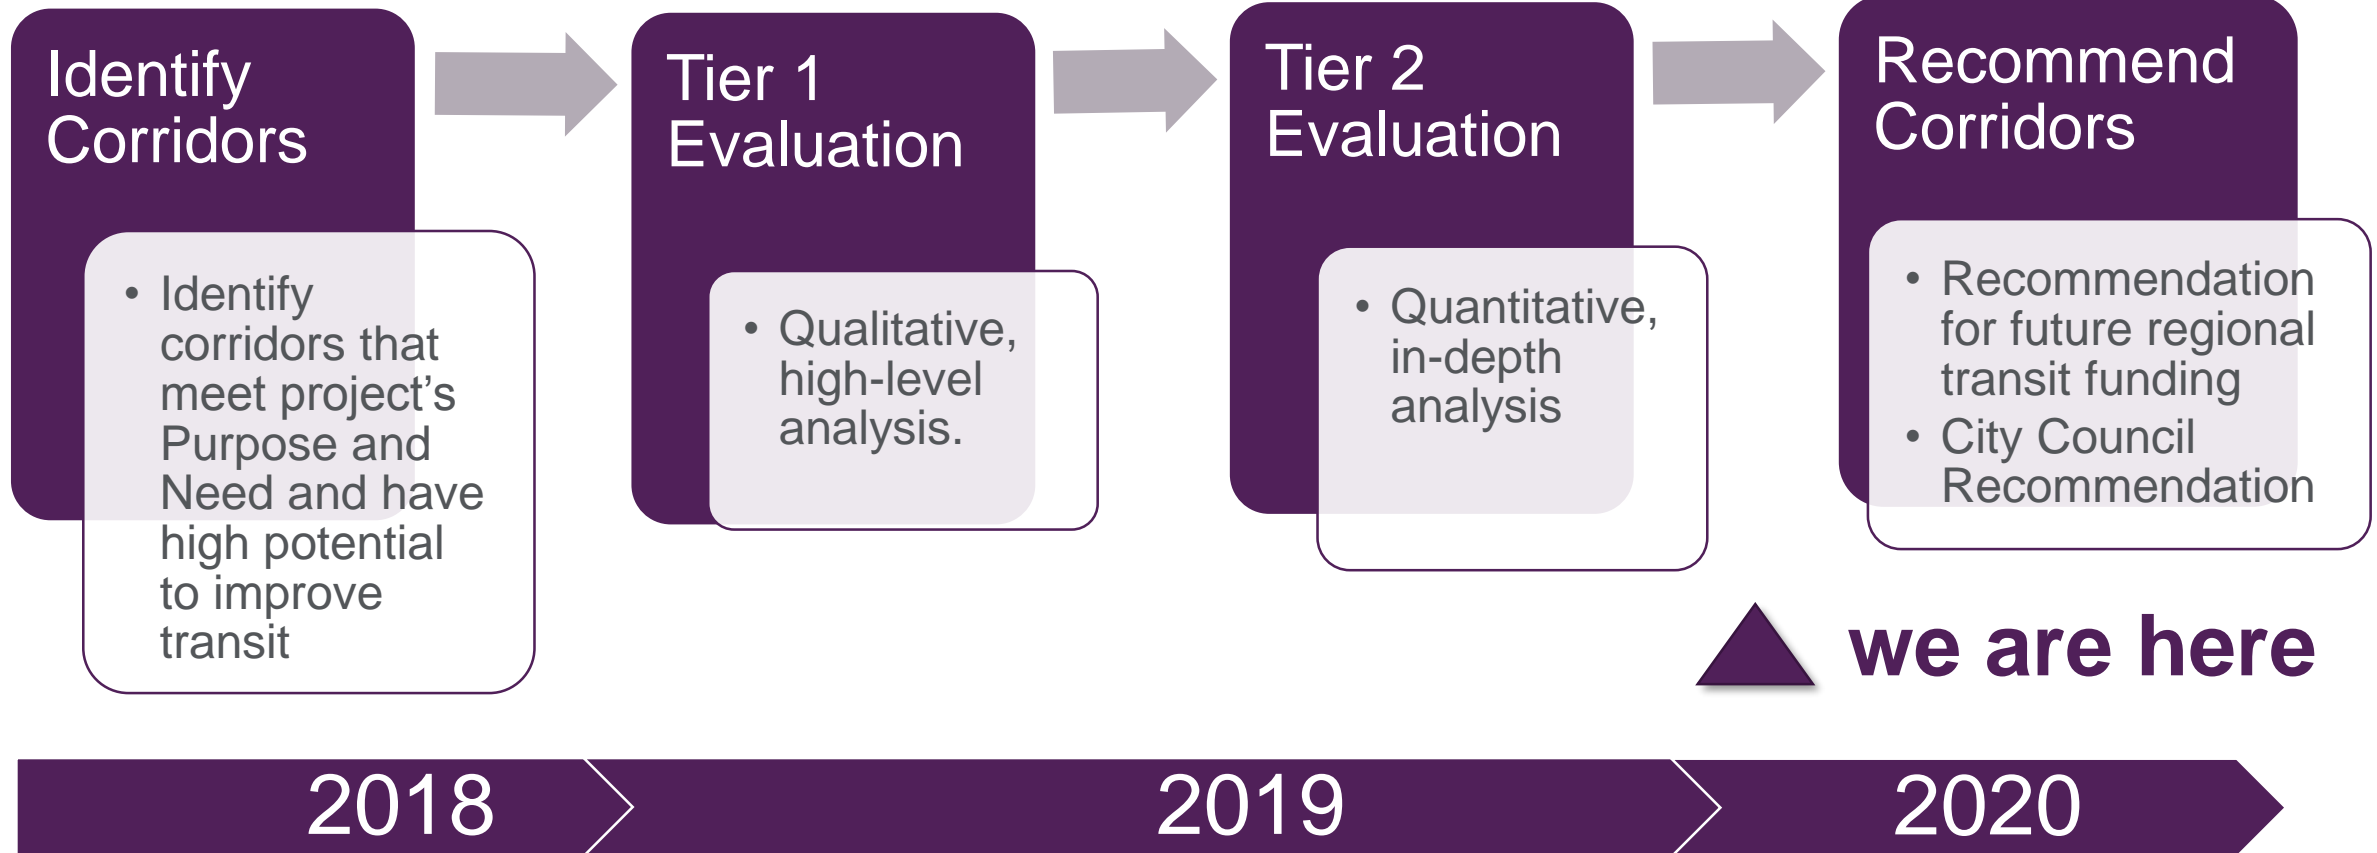 Identify
Corridors
• Identify
corridors that
meet project’s
Purpose and
Need and have
high potential
to improve
transit
Tier 1
Evaluation
• Qualitative,
high-level
analysis.
Tier 2
Evaluation
• Quantitative,
in-depth
analysis
Recommend
Corridors
• Recommendation
for future regional
transit funding
• City Council
Recommendation
we are here
2018
2019
2020